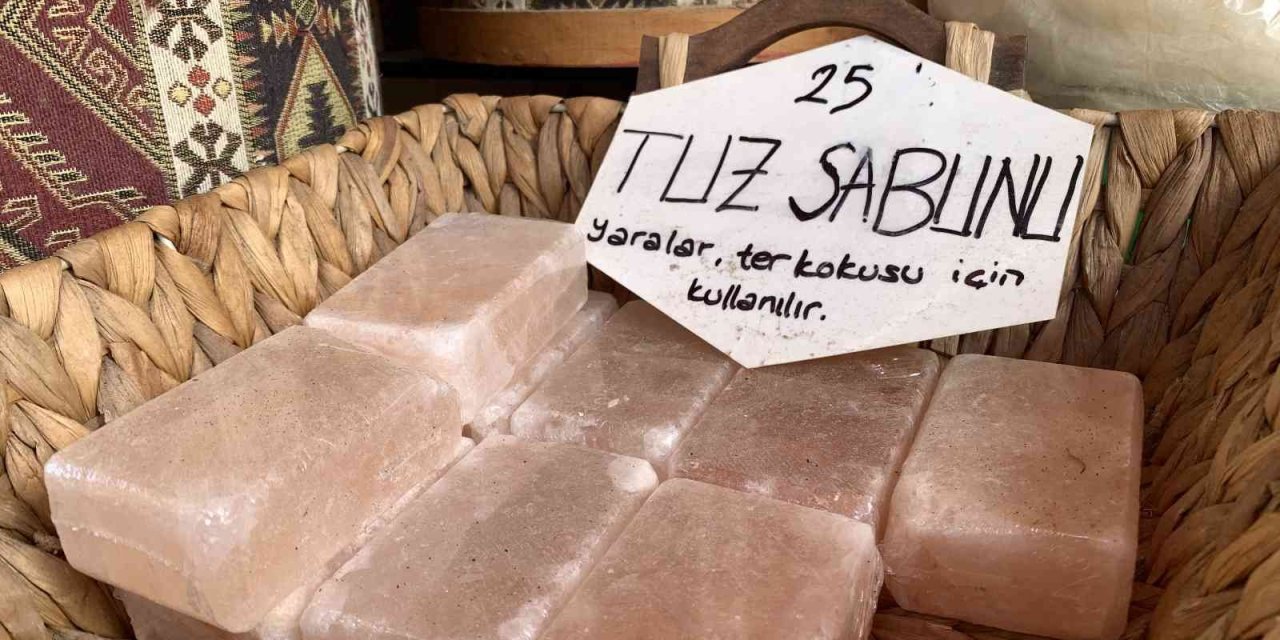 25
TUZ SABUNU
yaralar, ter kokusu için
kullanılır.